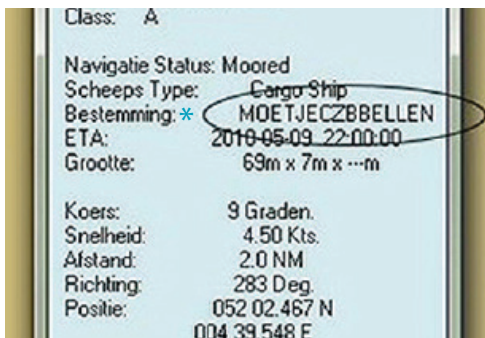 Class: A
Navigatie Status: Moored
Scheeps Type: Cargo Ship
Bestemming:* MOETJECZBBELLEN
ETA: 2010-05-09 22:00:00
Grootte: 69m x 7m x ---m
Koers: 9 Graden.
Snelheid: 4.50 Kts.
Afstand: 2.0 NM
Richting: 283 Deg.
Positie: 052 02.467 N
004 39.548 E